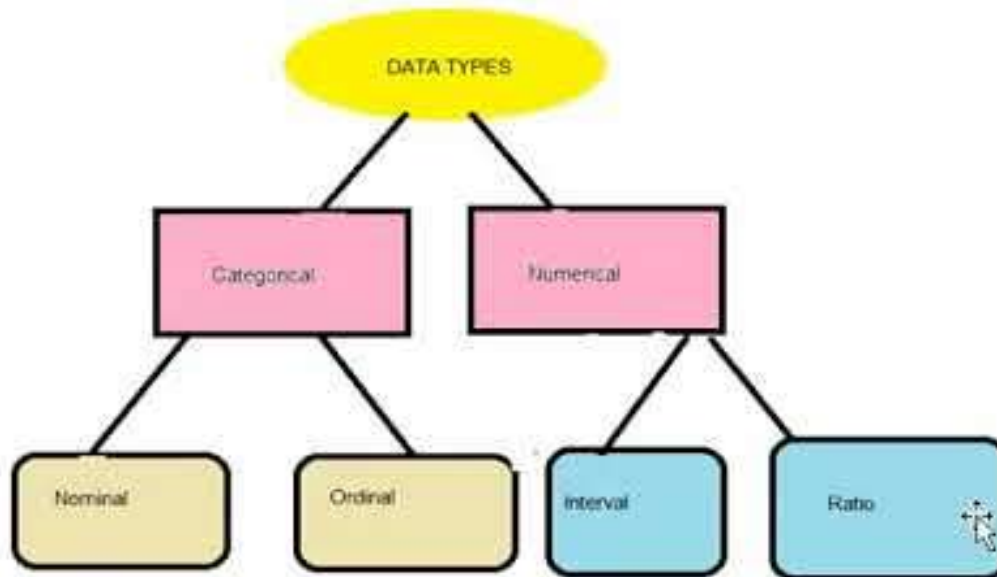 DATA TYPES
Categorical
Numerical
Nominal
Ordinal
Interval
Ratio